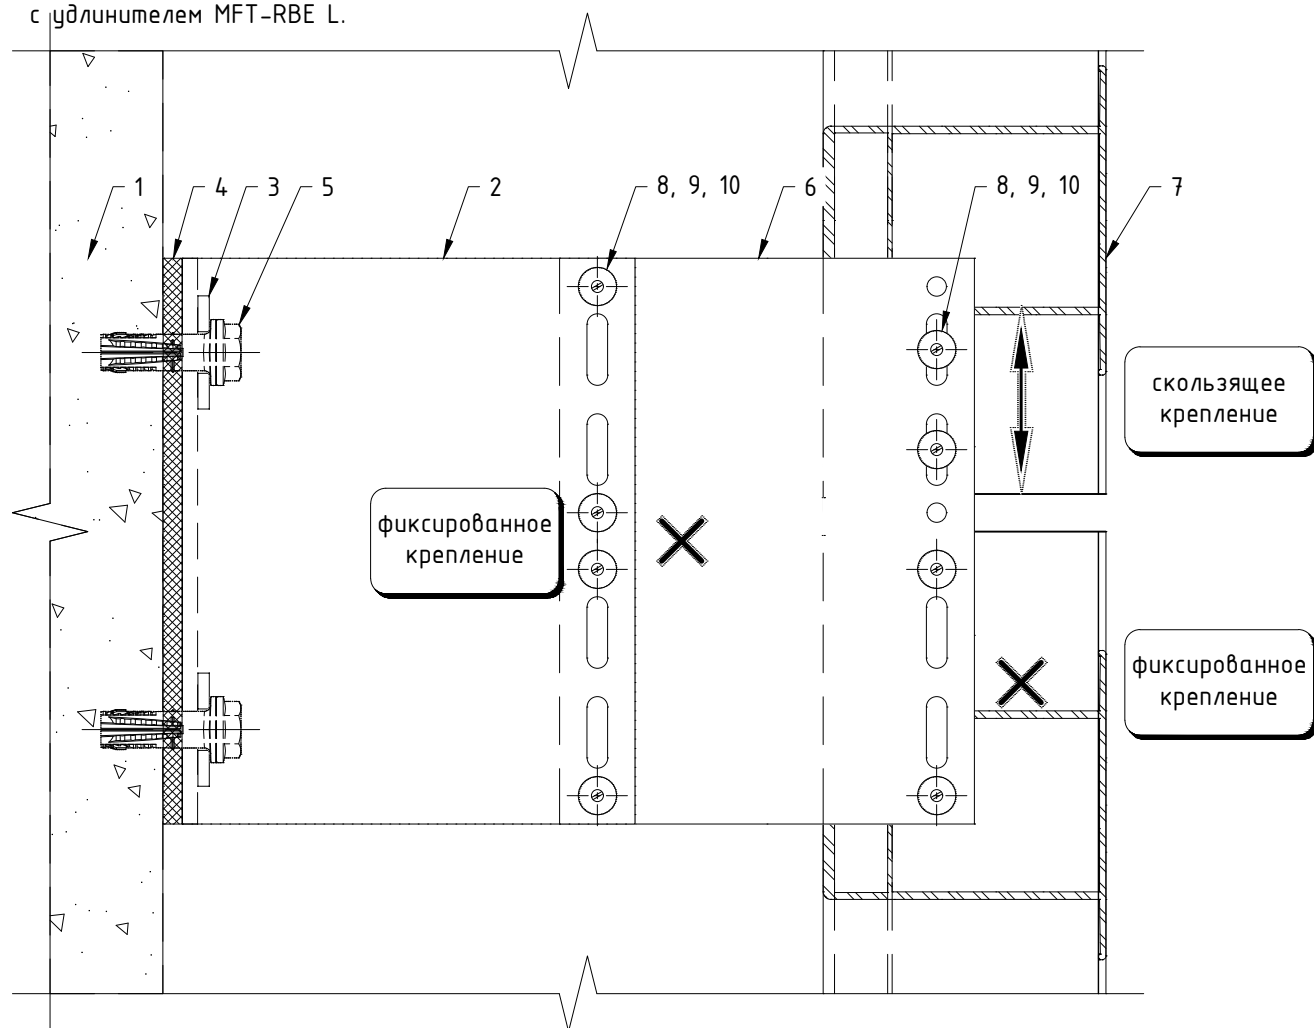 с удлинителем MFT-RBE L.
1
4
3
5
2
8, 9, 10
6
8, 9, 10
7
скользящее
крепление
фиксированное
крепление
фиксированное
крепление